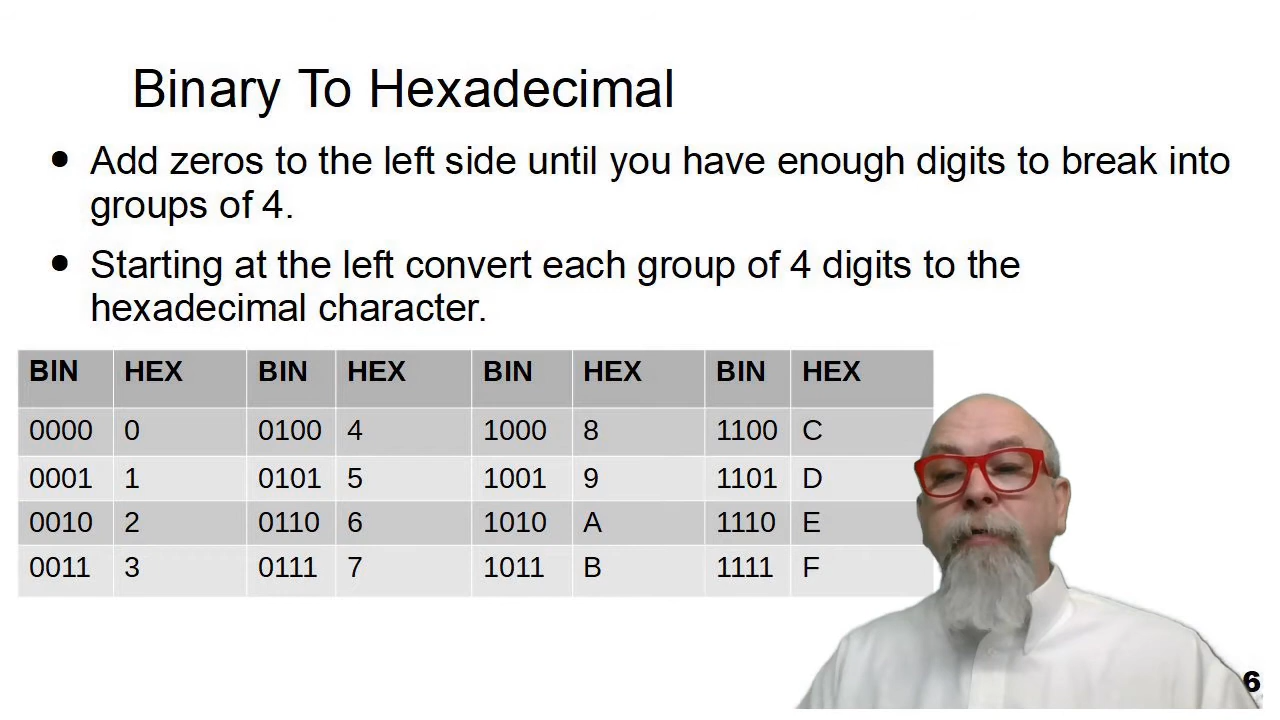 Binary To Hexadecimal
Add zeros to the left side until you have enough digits to break into
groups of 4.
Starting at the left convert each group of 4 digits to the
hexadecimal character.
BIN HEX BIN HEX BIN HEX BIN HEX
0000 0 0100 4 1000 8 1100 C
0001 1 0101 5 1001 9 1101 D
0010 2 0110 6 1010 A 1110 E
0011 3 0111 7 1011 B 1111 F
6